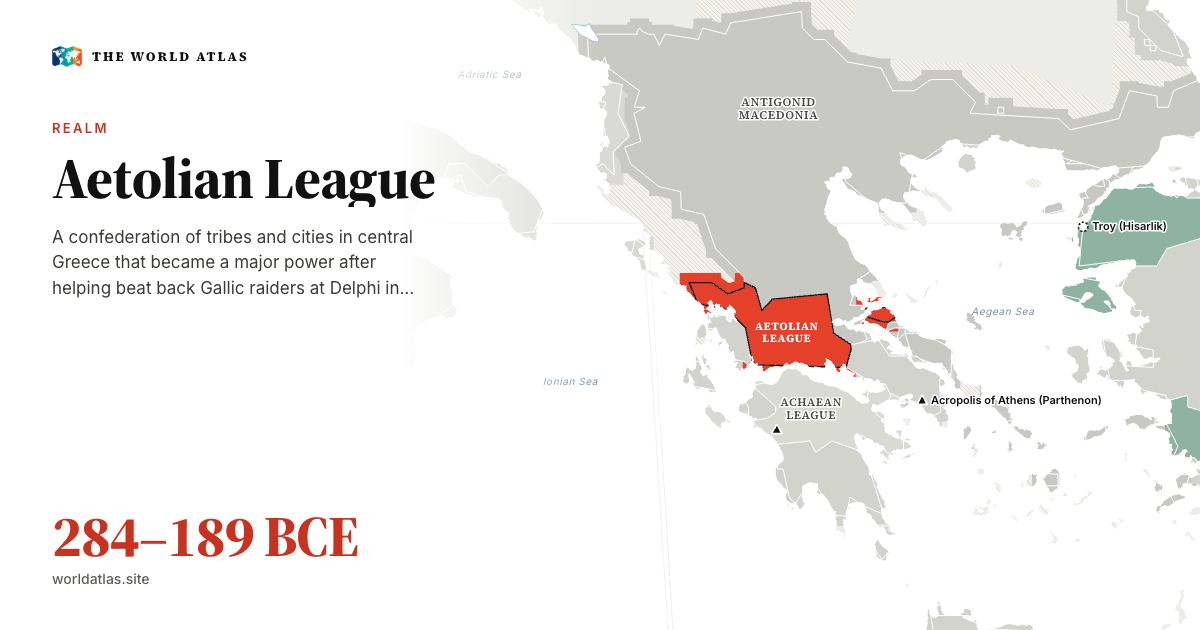 THE WORLD ATLAS
REALM
Aetolian League
A confederation of tribes and cities in central
Greece that became a major power after
helping beat back Gallic raiders at Delphi in...
284–189 BCE
worldatlas.site
Adriatic Sea
ANTIGONID
MACEDONIA
Troy (Hisarlik)
Aegean Sea
AETOLIAN
LEAGUE
Ionian Sea
ACHAEAN
LEAGUE
Acropolis of Athens (Parthenon)